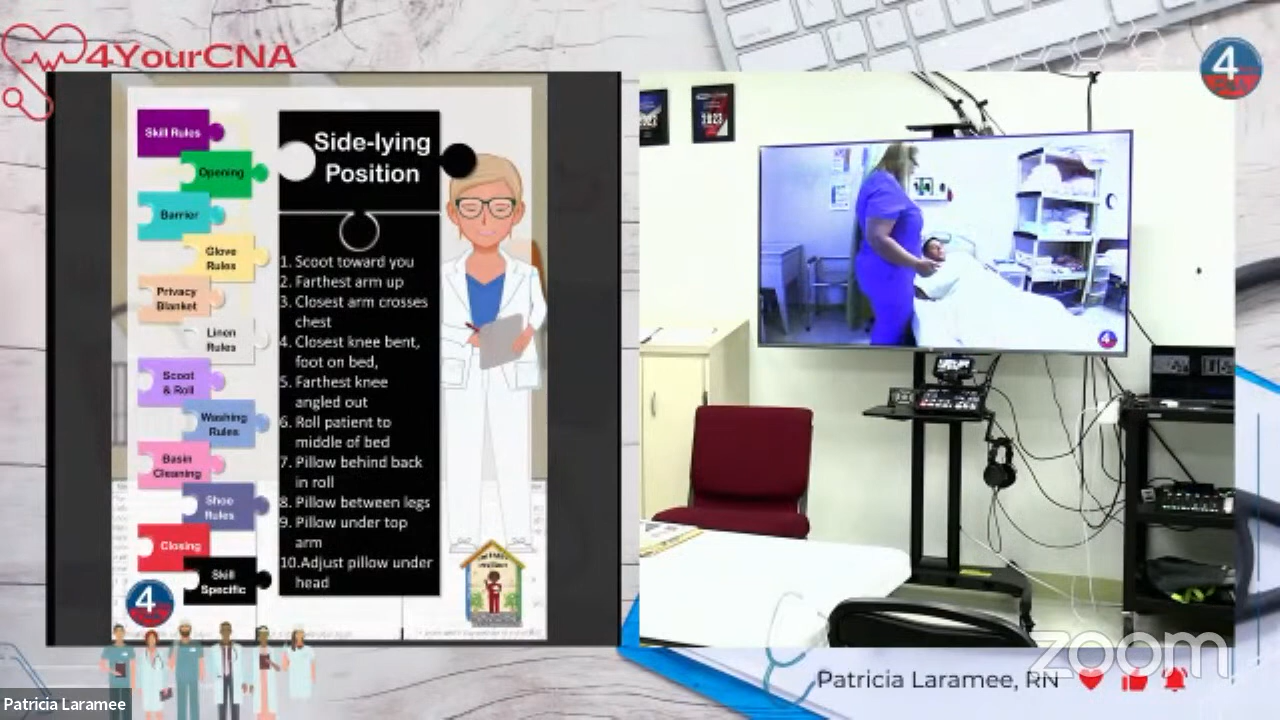 4YourCNA
4
Skill Rules
Opening
Barrier
Glove
Rules
Privacy
Blanket
Linen
Rules
Scoot
& Roll
Washing
Rules
Basin
Cleaning
Shoe
Rules
Closing
Skill
Specific
4
Side-lying
Position
1. Scoot toward you
2. Farthest arm up
3. Closest arm crosses
chest
4. Closest knee bent,
foot on bed,
5. Farthest knee
angled out
6. Roll patient to
middle of bed
7. Pillow behind back
in roll
8. Pillow between legs
9. Pillow under top
arm
10.Adjust pillow under
head
2023
zoom
Patricia Laramee, RN
Patricia Laramee